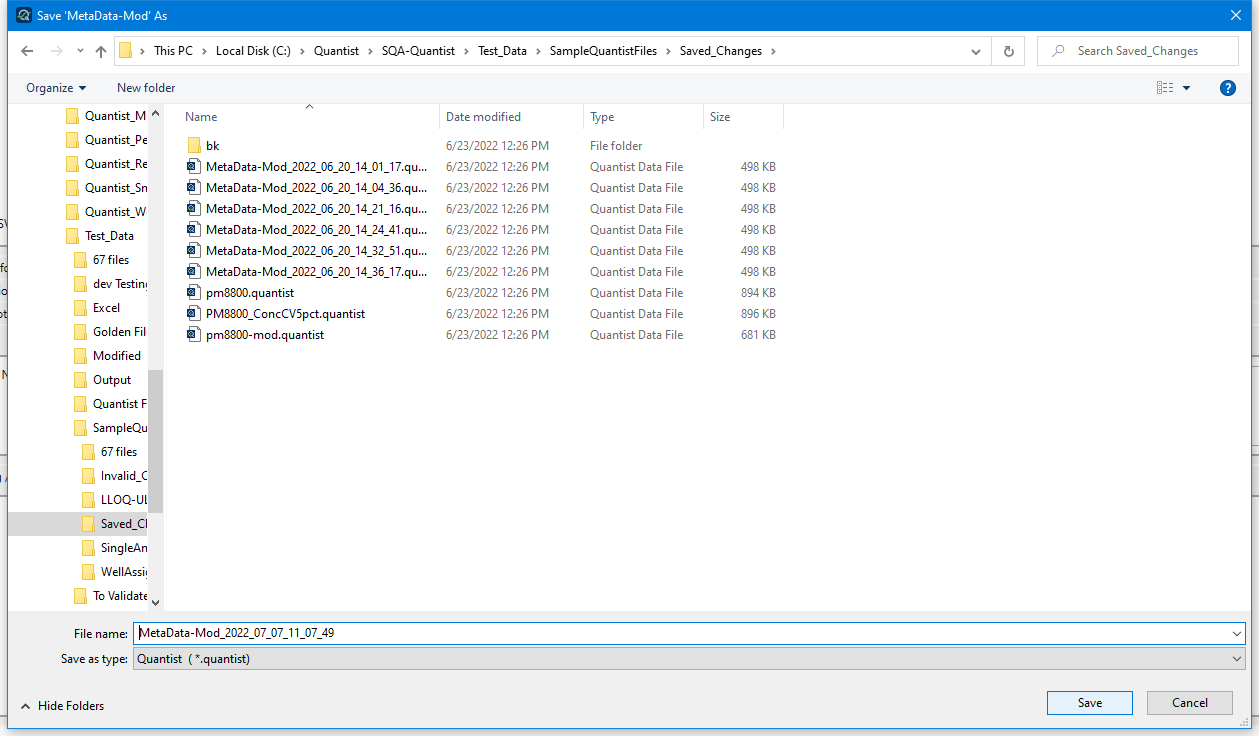 Save 'MetaData-Mod' As
This PC > Local Disk (C:) > Quantist > SQA-Quantist > Test_Data > SampleQuantistFiles > Saved_Changes >
Search Saved_Changes
Organize
New folder
Quantist_M
Quantist_Pe
Quantist_Re
Quantist_Sn
Quantist_W
Test_Data
67 files
dev Testing
Excel
Golden Fil
Modified
Output
Quantist F
SampleQu
67 files
Invalid_C
LLOQ-UL
Saved_Cl
SingleAn
WellAssig
To Validate
Name Date modified Type Size
bk 6/23/2022 12:26 PM File folder
MetaData-Mod_2022_06_20_14_01_17.qu... 6/23/2022 12:26 PM Quantist Data File 498 KB
MetaData-Mod_2022_06_20_14_04_36.qu... 6/23/2022 12:26 PM Quantist Data File 498 KB
MetaData-Mod_2022_06_20_14_21_16.qu... 6/23/2022 12:26 PM Quantist Data File 498 KB
MetaData-Mod_2022_06_20_14_24_41.qu... 6/23/2022 12:26 PM Quantist Data File 498 KB
MetaData-Mod_2022_06_20_14_32_51.qu... 6/23/2022 12:26 PM Quantist Data File 498 KB
MetaData-Mod_2022_06_20_14_36_17.qu... 6/23/2022 12:26 PM Quantist Data File 498 KB
pm8800.quantist 6/23/2022 12:26 PM Quantist Data File 894 KB
PM8800_ConcCV5pct.quantist 6/23/2022 12:26 PM Quantist Data File 896 KB
pm8800-mod.quantist 6/23/2022 12:26 PM Quantist Data File 681 KB
File name: MetaData-Mod_2022_07_07_11_07_49
Save as type: Quantist ( *.quantist)
Hide Folders
Save
Cancel